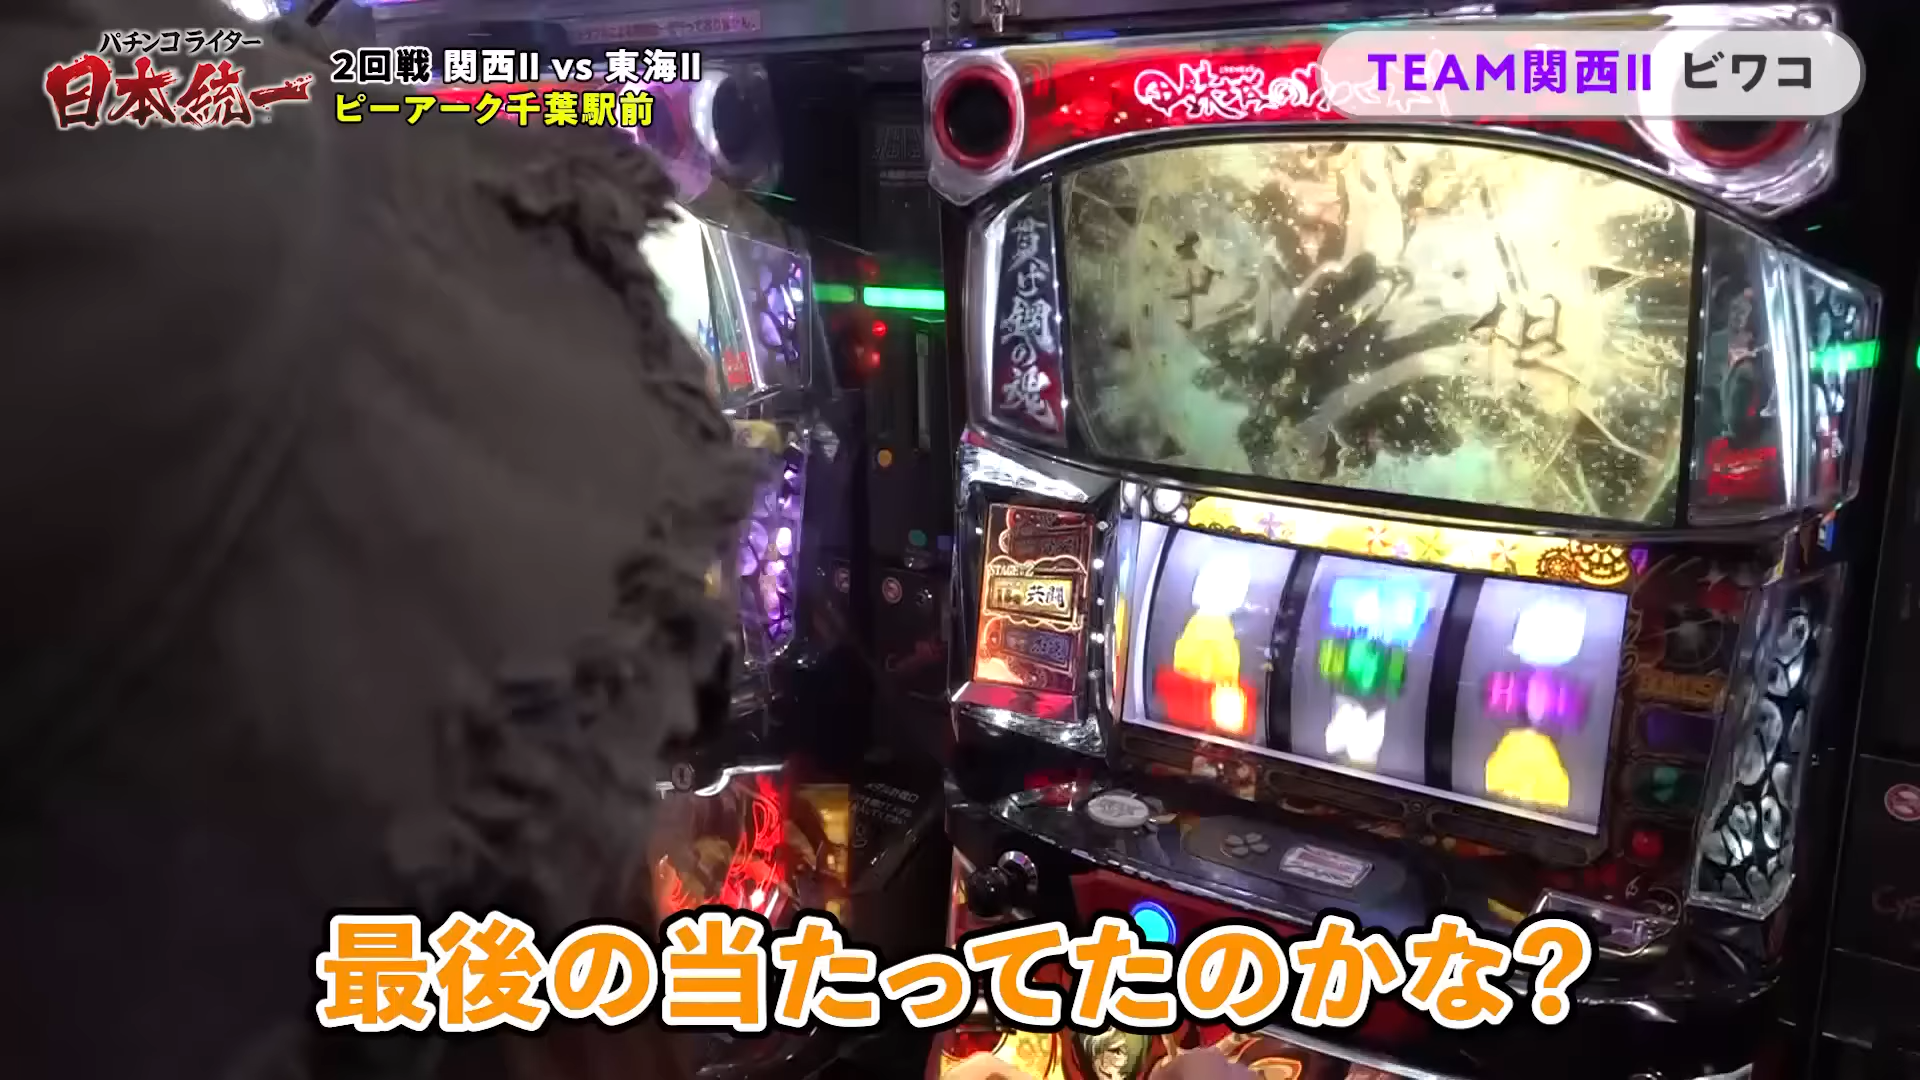 パチンコライター
日本統一
2回戦 関西II vs 東海II
ピーアーク千葉駅前
TEAM関西II ビワコ
貫け鋼の魂
STAGE:2
共闘
最後の当たってたのかな?